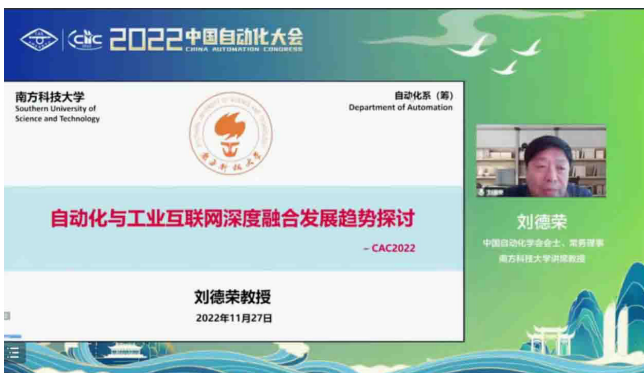 2022中国自动化大会
CHINA AUTOMATION CONGRESS
南方科技大学
Southern University of
Science and Technology
自动化系（筹）
Department of Automation
自动化与工业互联网深度融合发展趋势探讨
– CAC2022
刘德荣教授
2022年11月27日
刘德荣
中国自动化学会会士、常务理事
南方科技大学讲席教授